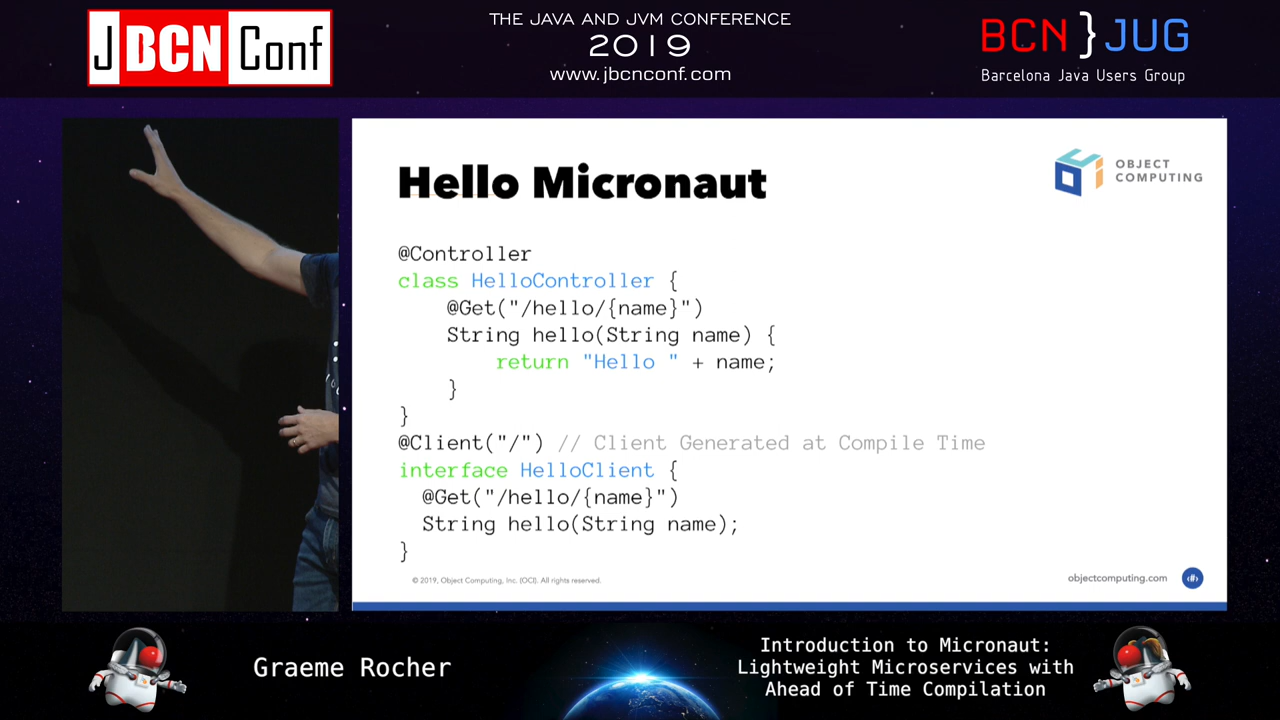 JBCNConf
THE JAVA AND JVM CONFERENCE
2019
www.jbcnconf.com
BCN}JUG
Barcelona Java Users Group
Hello Micronaut
OBJECT
COMPUTING
@Controller
class HelloController {
    @Get("/hello/{name}")
    String hello(String name) {
        return "Hello " + name;
    }
}
@Client("/") // Client Generated at Compile Time
interface HelloClient {
  @Get("/hello/{name}")
  String hello(String name);
}
© 2019, Object Computing, Inc. (OCI). All rights reserved.
objectcomputing.com
‹#›
Graeme Rocher
Introduction to Micronaut:
Lightweight Microservices with
Ahead of Time Compilation